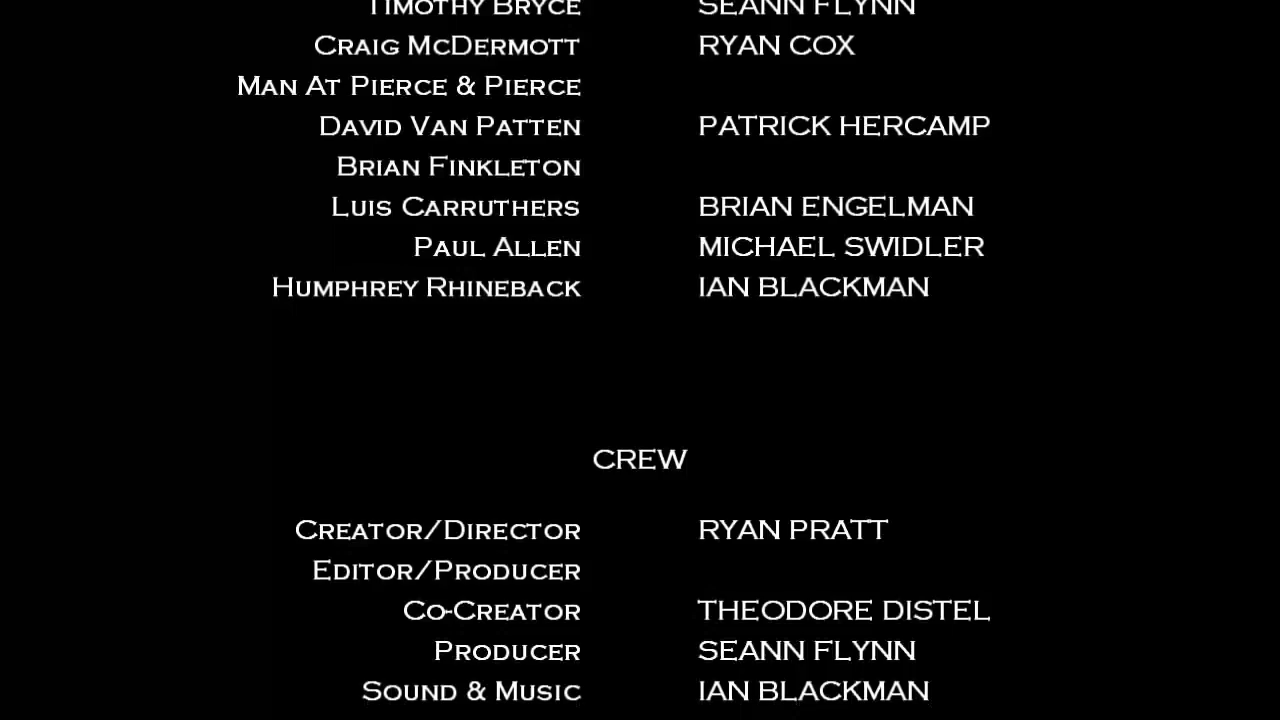 Timothy Bryce SEANN FLYNN
Craig McDermott RYAN COX
Man At Pierce & Pierce
David Van Patten PATRICK HERCAMP
Brian Finkleton
Luis Carruthers BRIAN ENGELMAN
Paul Allen MICHAEL SWIDLER
Humphrey Rhineback IAN BLACKMAN
CREW
Creator/Director RYAN PRATT
Editor/Producer
Co-Creator THEODORE DISTEL
Producer SEANN FLYNN
Sound & Music IAN BLACKMAN